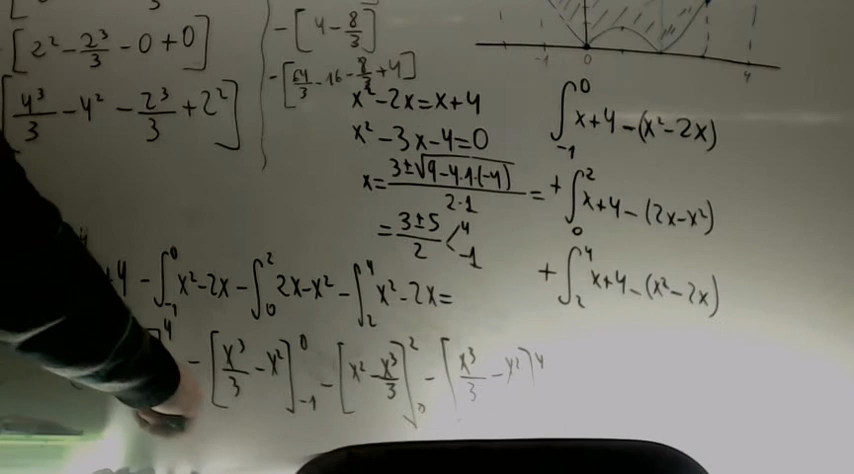 [2² - 2³/3 - 0 + 0]
[4³/3 - 4² - 2³/3 + 2²]
- [4 - 8/3]
- [64/3 - 16 - 8/3 + 4]
x² - 2x = x + 4
x² - 3x - 4 = 0
x = (3 ± √(9 - 4·1·(-4)))/(2·1) =
= (3 ± 5)/2 < 4 -1
-1 0 4
∫₋₁⁰ x + 4 - (x² - 2x)
+ ∫₀² x + 4 - (2x - x²)
+ ∫₂⁴ x + 4 - (x² - 2x)
+4 - ∫₋₁⁰ x² - 2x - ∫₀² 2x - x² - ∫₂⁴ x² - 2x =
]⁴ - [x³/3 - x²]₋₁⁰ - [x² - x³/3]₀² - [x³/3 - x²]⁴